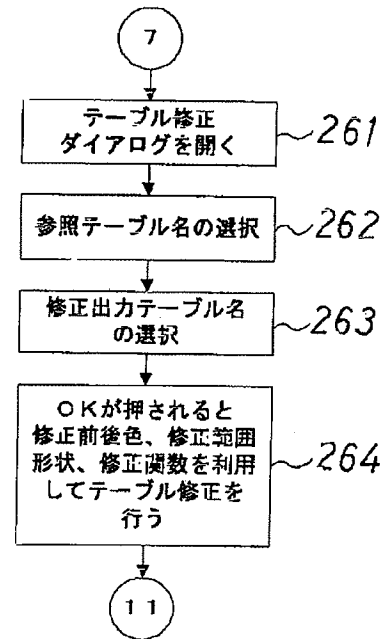 7
テーブル修正
ダイアログを開く
261
参照テーブル名の選択
262
修正出力テーブル名
の選択
263
OKが押されると
修正前後色、修正範囲
形状、修正関数を利用
してテーブル修正を
行う
264
11